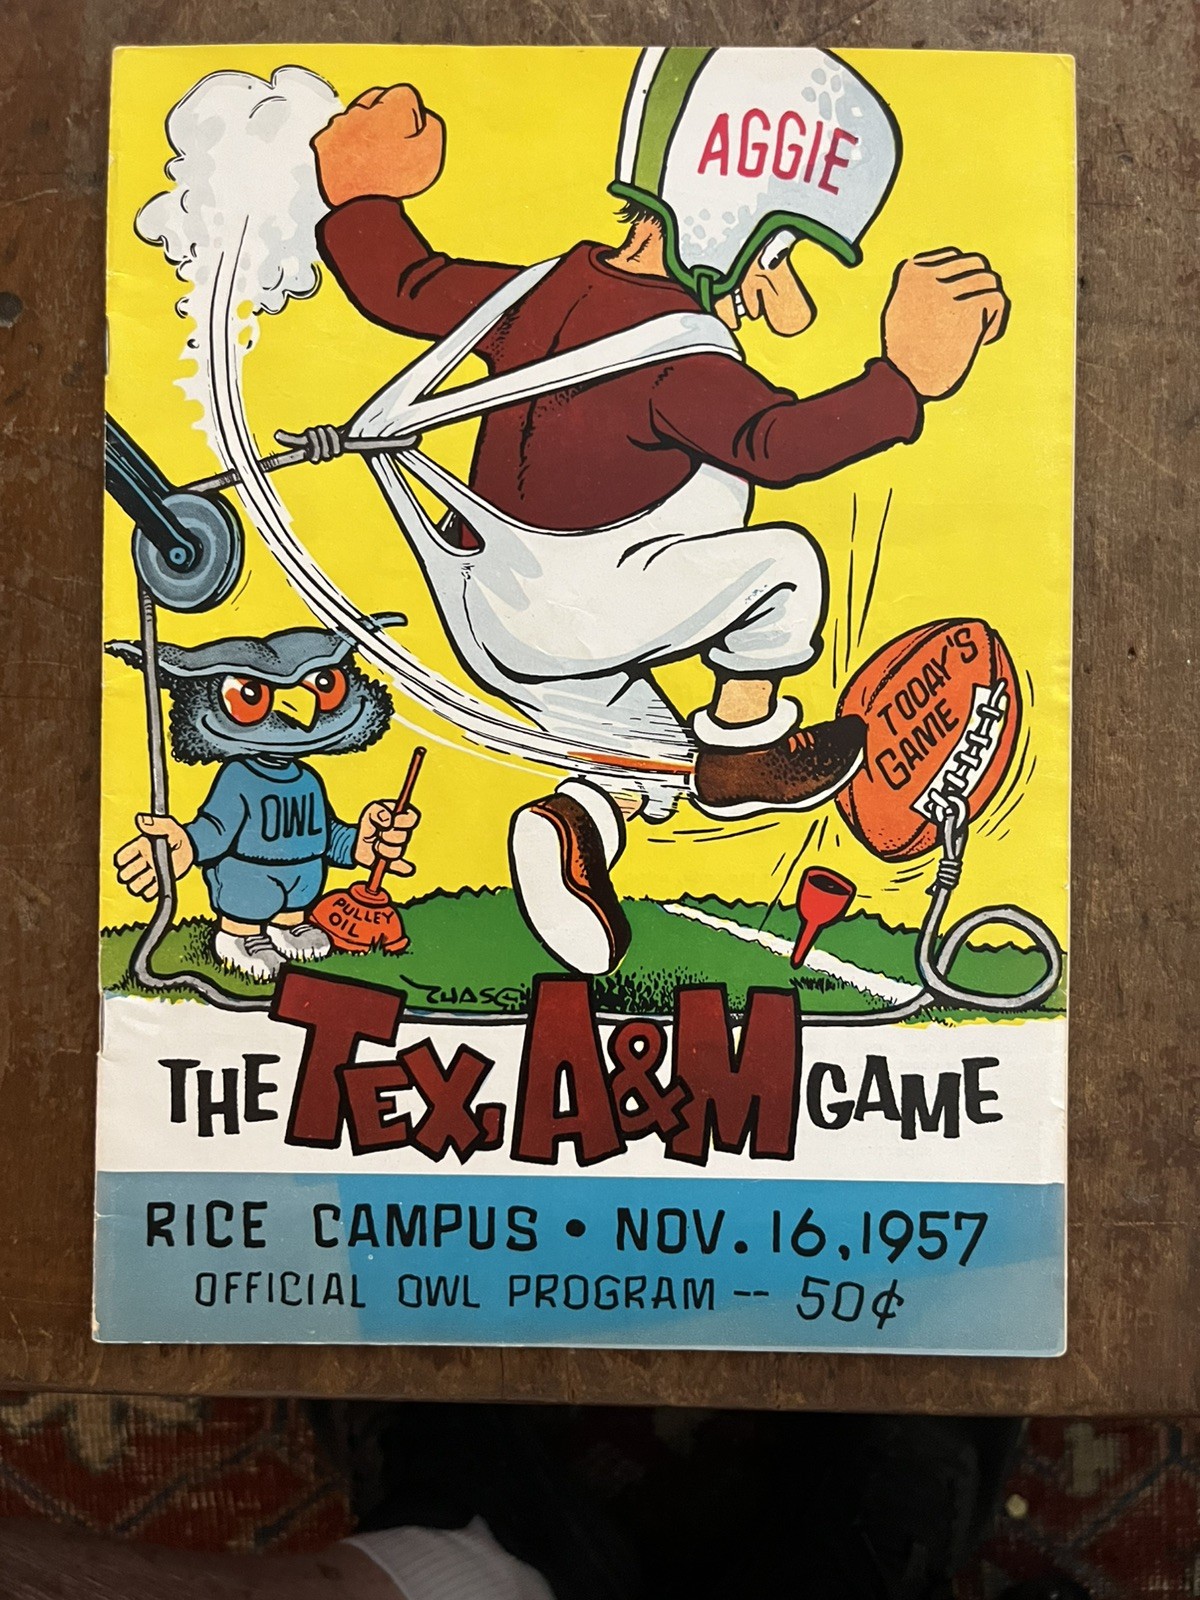 AGGIE
TODAY'S
GAME
OWL
PULLEY
OIL
THE TEX. A&M GAME
RICE CAMPUS • NOV. 16, 1957
OFFICIAL OWL PROGRAM -- 50¢